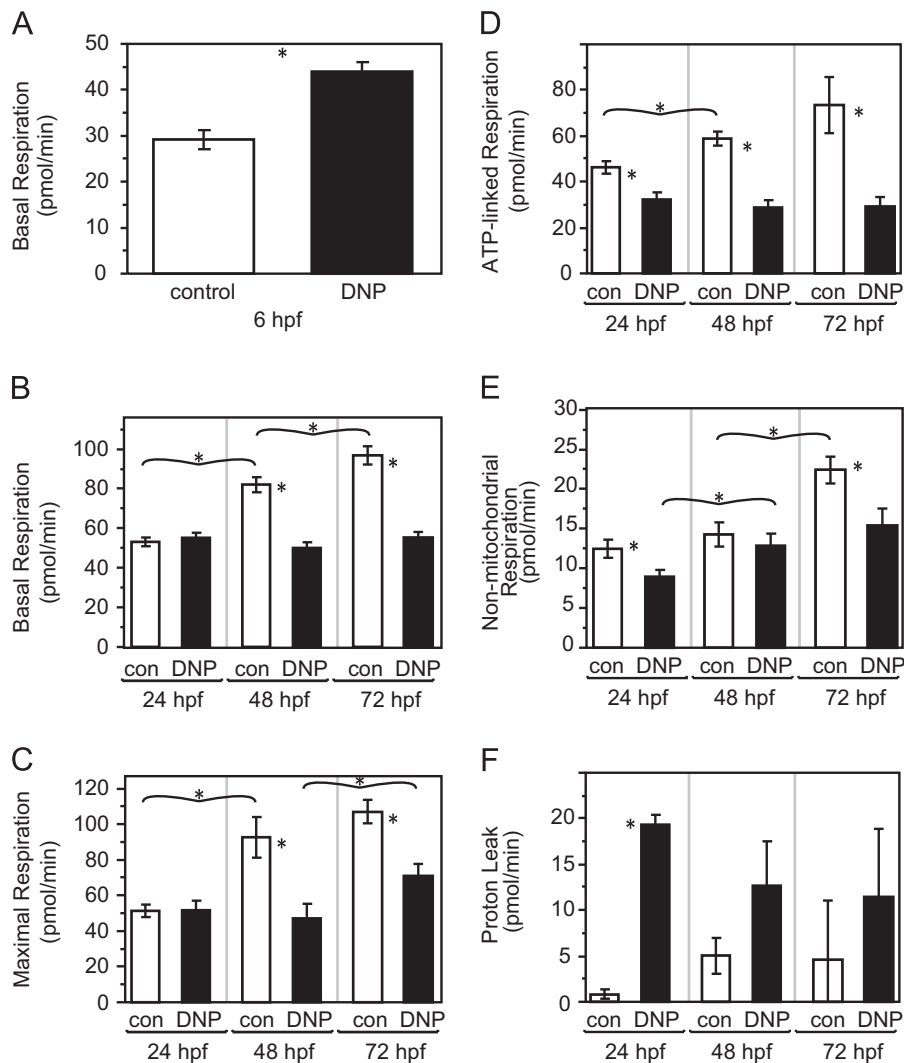 A
Basal Respiration
(pmol/min)
50
40
30
20
10
0
*
control DNP
6 hpf
B
Basal Respiration
(pmol/min)
100
80
60
40
20
0
* * * *
con DNP con DNP con DNP
24 hpf 48 hpf 72 hpf
C
Maximal Respiration
(pmol/min)
120
100
80
60
40
20
0
* * * *
con DNP con DNP con DNP
24 hpf 48 hpf 72 hpf
D
ATP-linked Respiration
(pmol/min)
80
60
40
20
0
* * * *
con DNP con DNP con DNP
24 hpf 48 hpf 72 hpf
E
Non-mitochondrial
Respiration
(pmol/min)
30
25
20
15
10
5
0
* * * *
con DNP con DNP con DNP
24 hpf 48 hpf 72 hpf
F
Proton Leak
(pmol/min)
20
15
10
5
0
*
con DNP con DNP con DNP
24 hpf 48 hpf 72 hpf